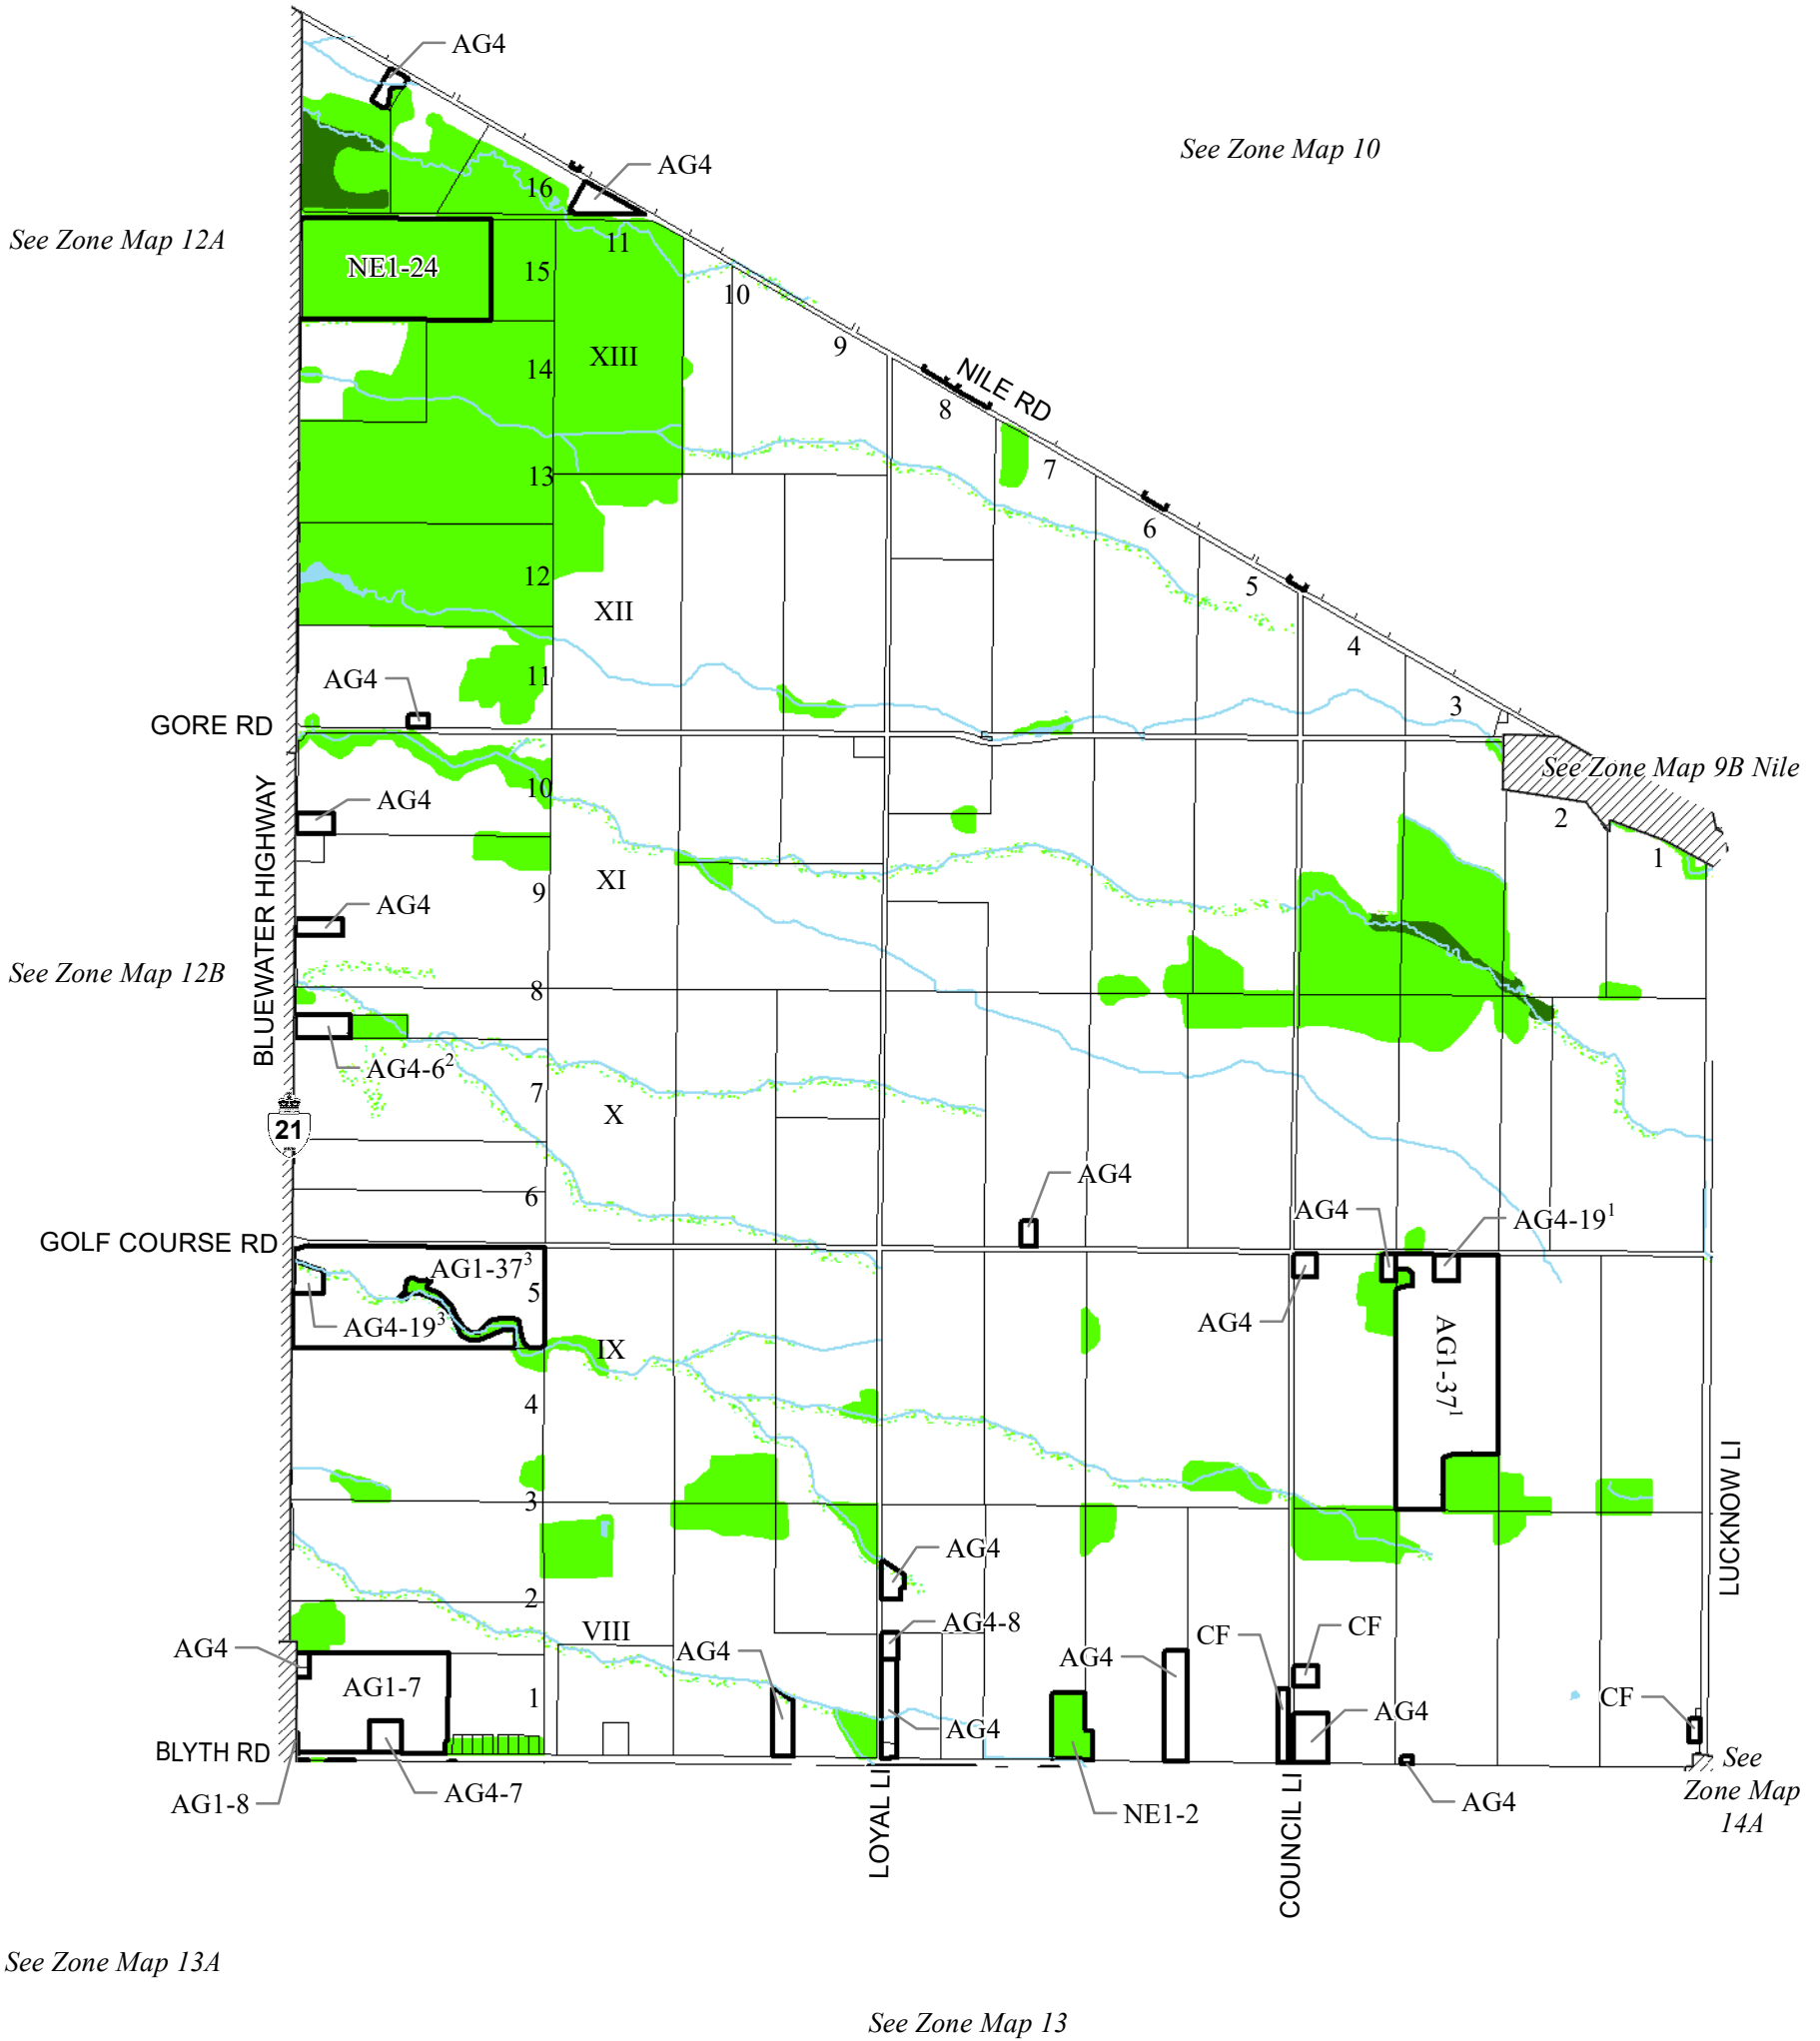 AG4
See Zone Map 10
AG4
16
See Zone Map 12A
11
NE1-24
15
10
9
XIII
14
NILE RD
8
7
13
6
12
5
XII
4
11
AG4
3
GORE RD
See Zone Map 9B Nile
10
AG4
2
1
BLUEWATER HIGHWAY
XI
9
AG4
See Zone Map 12B
8
AG4-6²
7
X
21
AG4
6
AG4
AG4-19¹
GOLF COURSE RD
AG1-37³
5
AG4-19³
AG4
IX
AG1-37¹
4
3
LUCKNOW LI
AG4
2
AG4-8
VIII
CF
CF
AG4
AG4
AG4
AG1-7
1
CF
AG4
AG4
BLYTH RD
See
Zone Map
14A
AG4-7
AG1-8
AG4
NE1-2
LOYAL LI
COUNCIL LI
See Zone Map 13A
See Zone Map 13